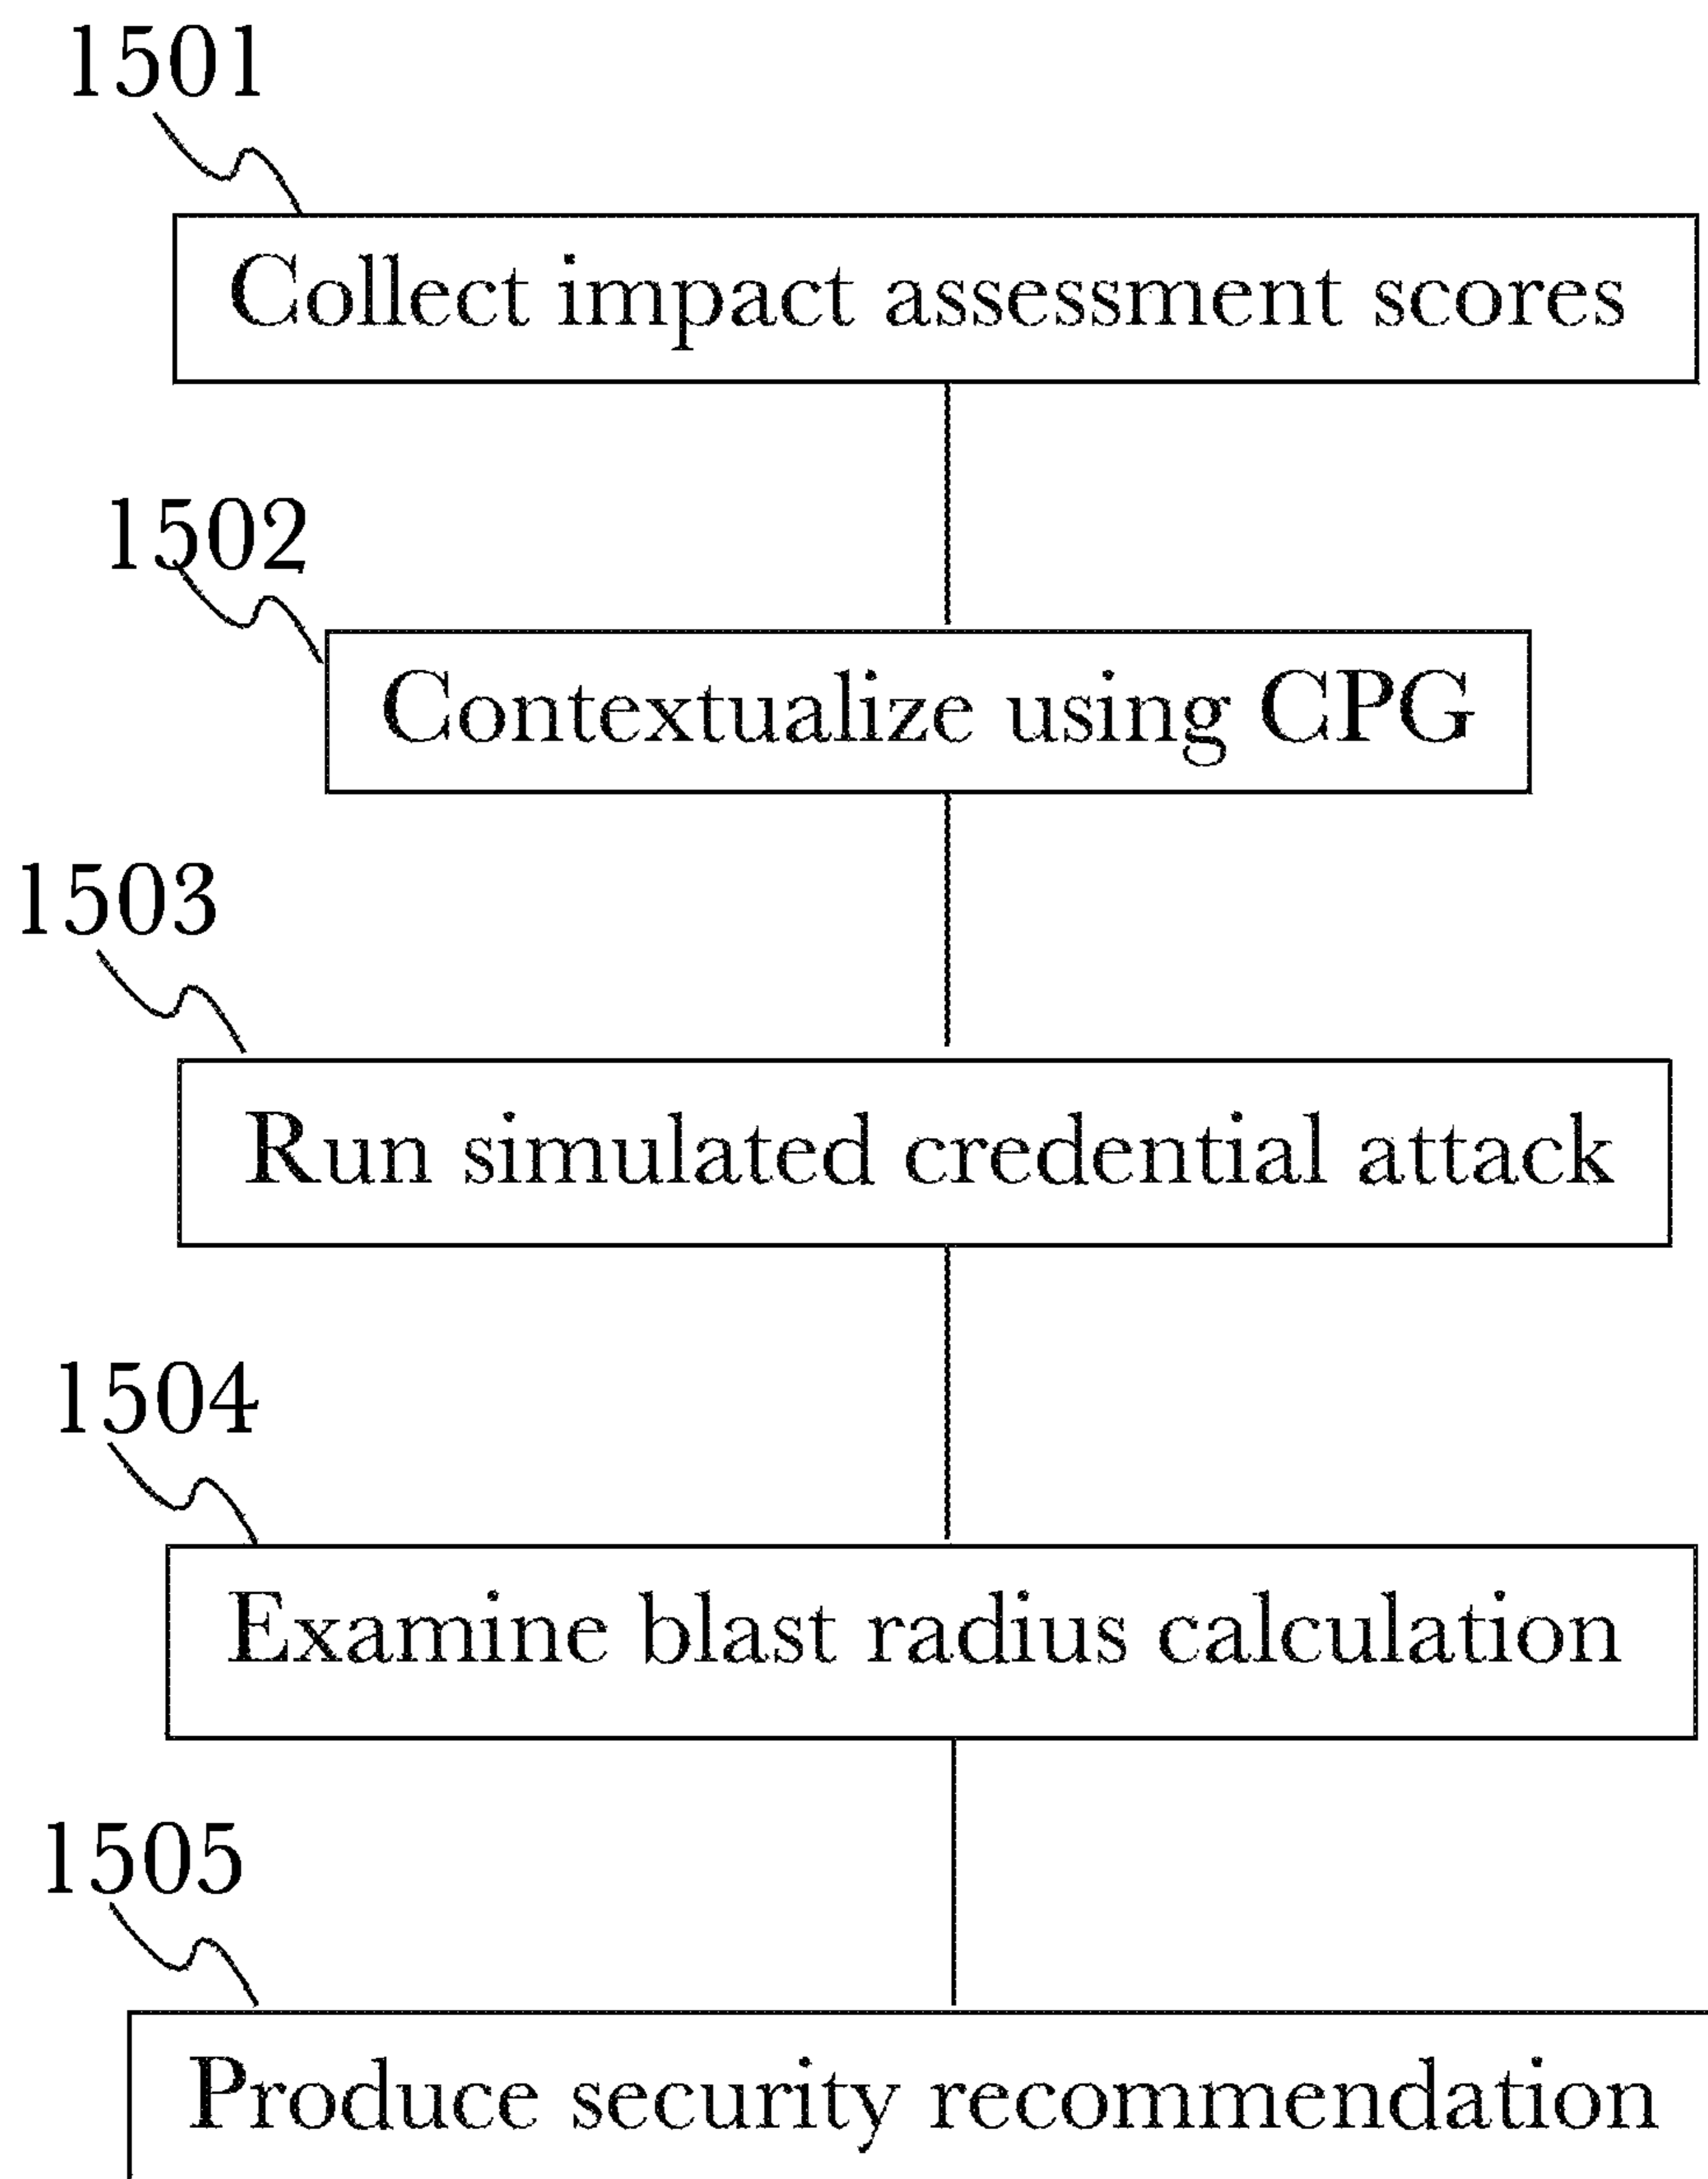 1501
Collect impact assessment scores
1502
Contextualize using CPG
1503
Run simulated credential attack
1504
Examine blast radius calculation
1505
Produce security recommendation